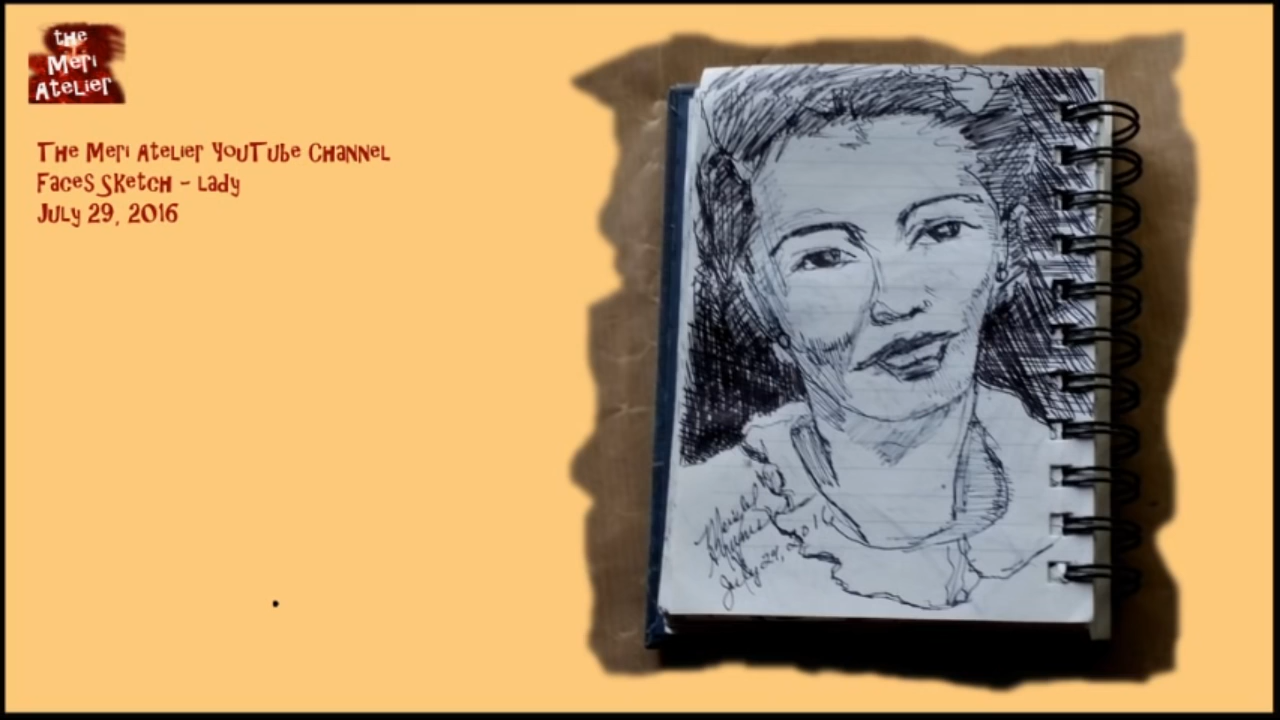 the
Meri
Atelier
The Meri Atelier YouTube Channel
Faces Sketch - Lady
July 29, 2016
July 29, 2016